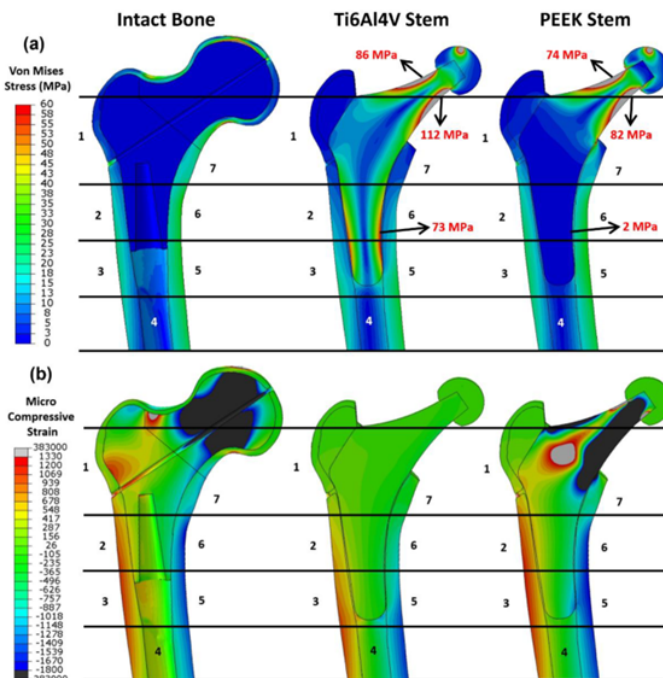 Intact Bone Ti6Al4V Stem PEEK Stem
(a)
Von Mises
Stress (MPa)
60
58
55
53
50
48
45
43
40
38
35
33
30
28
25
23
20
18
15
13
10
8
5
3
0
86 MPa
74 MPa
112 MPa
82 MPa
73 MPa
2 MPa
1 7 1 7 1 7
2 6 2 6 2 6
3 5 3 5 3 5
4 4 4
(b)
Micro
Compressive
Strain
383000
1330
1200
1069
939
808
678
548
417
287
156
26
-105
-235
-365
-496
-626
-757
-887
-1018
-1148
-1278
-1409
-1539
-1670
-1800
1 7 1 7 1 7
2 6 2 6 2 6
3 5 3 5 3 5
4 4 4